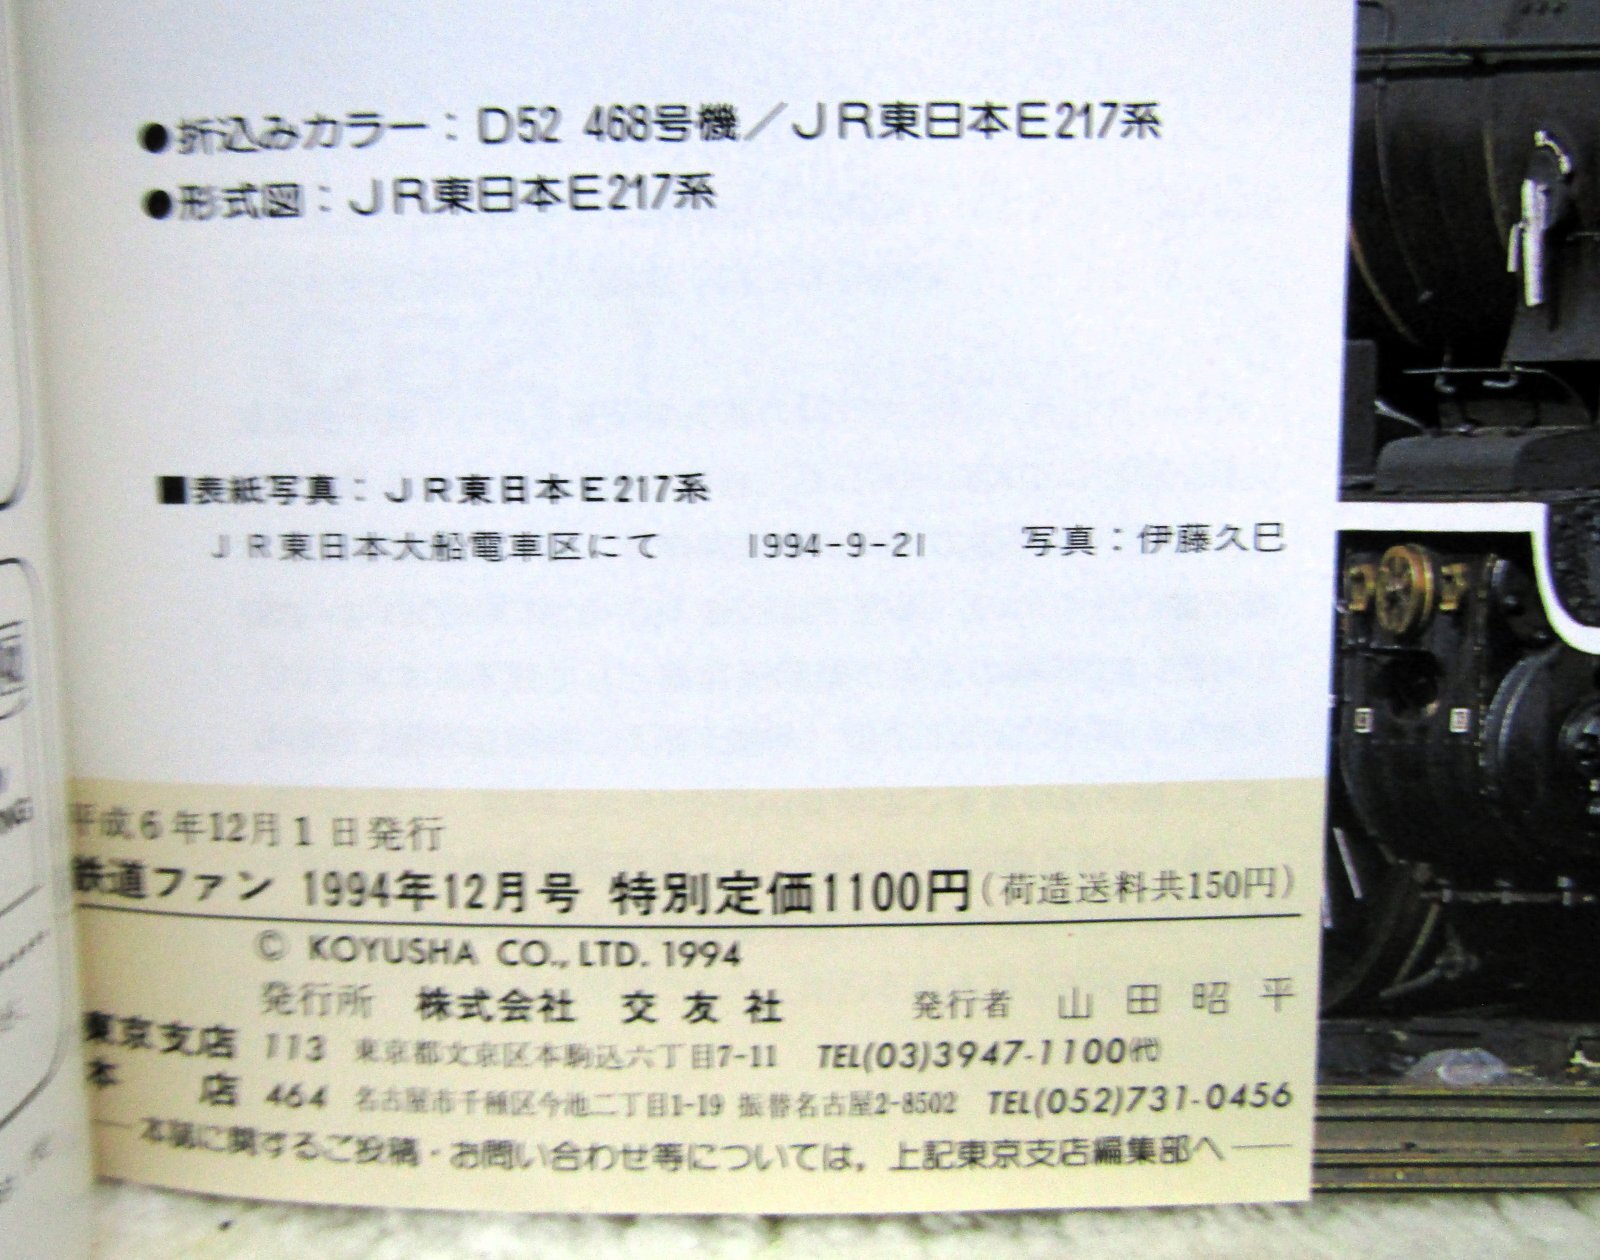 ●折込みカラー：D52 468号機／JR東日本E217系
●形式図：JR東日本E217系
■表紙写真：JR東日本E217系
JR東日本大船電車区にて 1994-9-21 写真：伊藤久巳
平成6年12月1日発行
鉄道ファン 1994年12月号 特別定価1100円(荷造送料共150円)
© KOYUSHA CO., LTD. 1994
発行所 株式会社 交友社 発行者 山田昭平
東京支店 113 東京都文京区本駒込六丁目7-11 TEL(03)3947-1100㈹
本店 464 名古屋市千種区今池二丁目1-19 振替名古屋2-8502 TEL(052)731-0456
——本誌に関するご投稿・お問い合わせ等については，上記東京支店編集部へ——